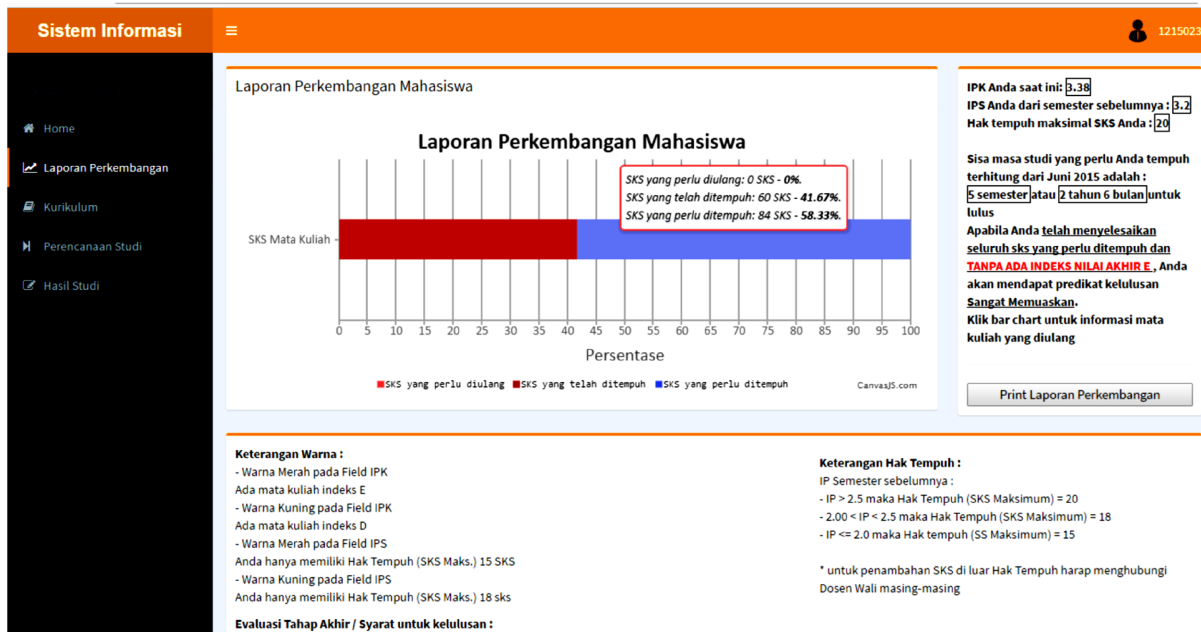 Sistem Informasi
1215023
Home
Laporan Perkembangan
Kurikulum
Perencanaan Studi
Hasil Studi
Laporan Perkembangan Mahasiswa
Laporan Perkembangan Mahasiswa
SKS yang perlu diulang: 0 SKS - 0%.
SKS yang telah ditempuh: 60 SKS - 41.67%.
SKS yang perlu ditempuh: 84 SKS - 58.33%.
SKS Mata Kuliah
0 5 10 15 20 25 30 35 40 45 50 55 60 65 70 75 80 85 90 95 100
Persentase
SKS yang perlu diulang SKS yang telah ditempuh SKS yang perlu ditempuh
CanvasJS.com
IPK Anda saat ini: 3.38
IPS Anda dari semester sebelumnya : 3.2
Hak tempuh maksimal SKS Anda : 20
Sisa masa studi yang perlu Anda tempuh
terhitung dari Juni 2015 adalah :
5 semester atau 2 tahun 6 bulan untuk
lulus
Apabila Anda telah menyelesaikan
seluruh sks yang perlu ditempuh dan
TANPA ADA INDEKS NILAI AKHIR E , Anda
akan mendapat predikat kelulusan
Sangat Memuaskan.
Klik bar chart untuk informasi mata
kuliah yang diulang
Print Laporan Perkembangan
Keterangan Warna :
- Warna Merah pada Field IPK
Ada mata kuliah indeks E
- Warna Kuning pada Field IPK
Ada mata kuliah indeks D
- Warna Merah pada Field IPS
Anda hanya memiliki Hak Tempuh (SKS Maks.) 15 SKS
- Warna Kuning pada Field IPS
Anda hanya memiliki Hak Tempuh (SKS Maks.) 18 sks
Evaluasi Tahap Akhir / Syarat untuk kelulusan :
Keterangan Hak Tempuh :
IP Semester sebelumnya :
- IP > 2.5 maka Hak Tempuh (SKS Maksimum) = 20
- 2.00 < IP < 2.5 maka Hak Tempuh (SKS Maksimum) = 18
- IP <= 2.0 maka Hak tempuh (SS Maksimum) = 15
* untuk penambahan SKS di luar Hak Tempuh harap menghubungi
Dosen Wali masing-masing